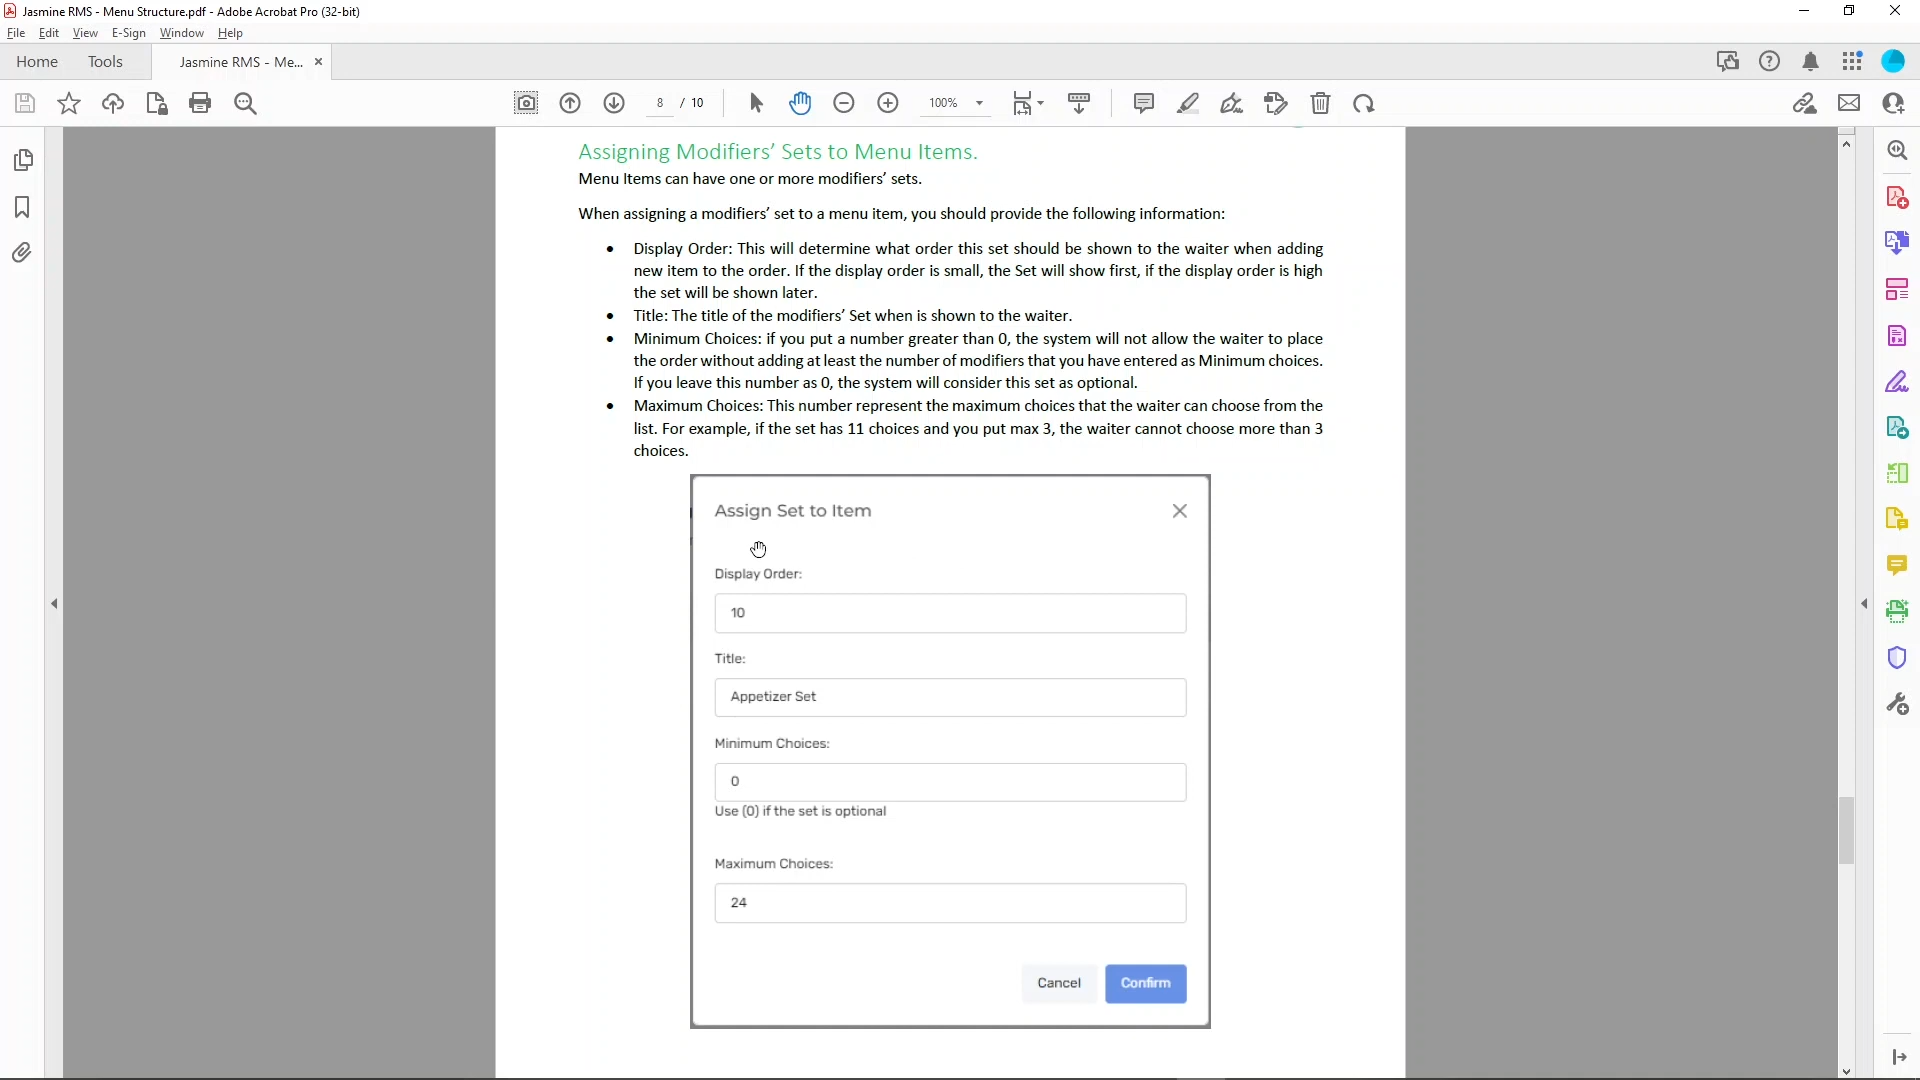 Jasmine RMS - Menu Structure.pdf - Adobe Acrobat Pro (32-bit)
File Edit View E-Sign Window Help
Home Tools Jasmine RMS - Me...
8 / 10 100%
Assigning Modifiers' Sets to Menu Items.
Menu Items can have one or more modifiers' sets.
When assigning a modifiers' set to a menu item, you should provide the following information:
• Display Order: This will determine what order this set should be shown to the waiter when adding
new item to the order. If the display order is small, the Set will show first, if the display order is high
the set will be shown later.
• Title: The title of the modifiers' Set when is shown to the waiter.
• Minimum Choices: if you put a number greater than 0, the system will not allow the waiter to place
the order without adding at least the number of modifiers that you have entered as Minimum choices.
If you leave this number as 0, the system will consider this set as optional.
• Maximum Choices: This number represent the maximum choices that the waiter can choose from the
list. For example, if the set has 11 choices and you put max 3, the waiter cannot choose more than 3
choices.
Assign Set to Item
Display Order:
10
Title:
Appetizer Set
Minimum Choices:
0
Use (0) if the set is optional
Maximum Choices:
24
Cancel Confirm